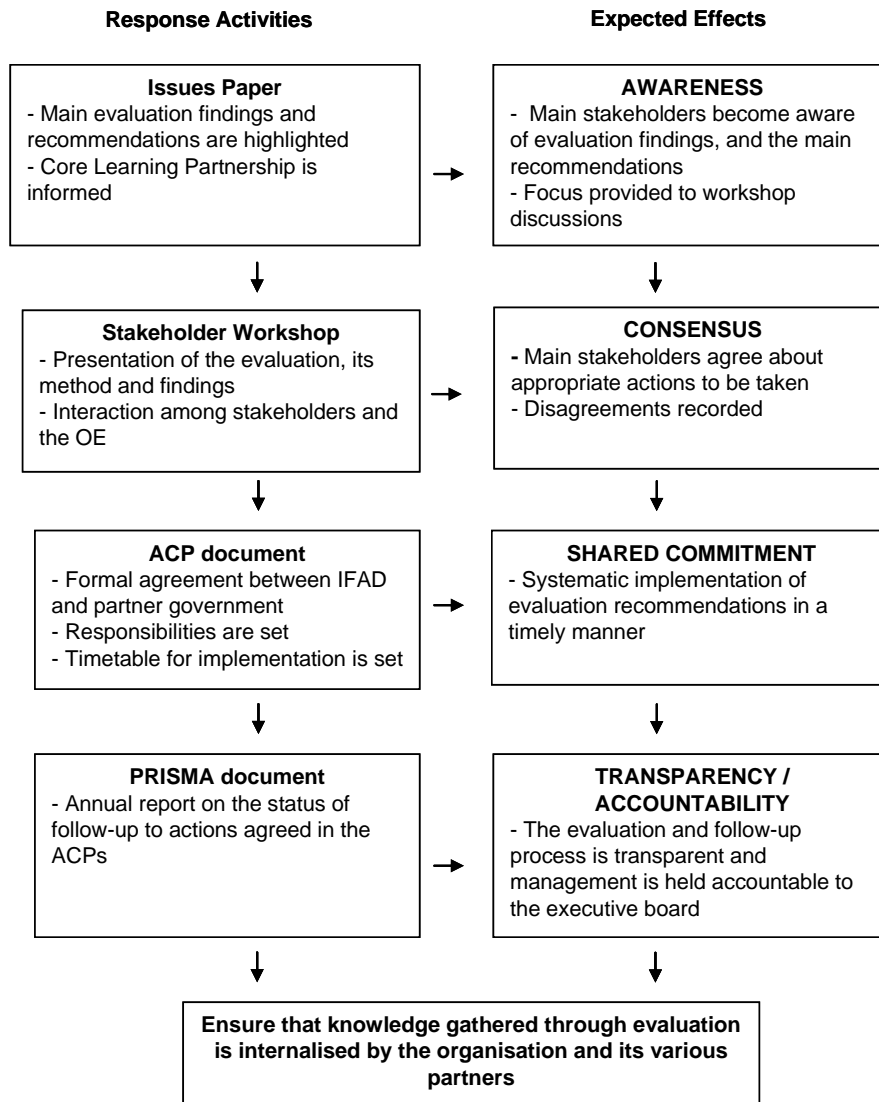 Response Activities
Expected Effects
Issues Paper
- Main evaluation findings and
recommendations are highlighted
- Core Learning Partnership is
informed
AWARENESS
- Main stakeholders become aware
of evaluation findings, and the main
recommendations
- Focus provided to workshop
discussions
Stakeholder Workshop
- Presentation of the evaluation, its
method and findings
- Interaction among stakeholders and
the OE
CONSENSUS
- Main stakeholders agree about
appropriate actions to be taken
- Disagreements recorded
ACP document
- Formal agreement between IFAD
and partner government
- Responsibilities are set
- Timetable for implementation is set
SHARED COMMITMENT
- Systematic implementation of
evaluation recommendations in a
timely manner
PRISMA document
- Annual report on the status of
follow-up to actions agreed in the
ACPs
TRANSPARENCY /
ACCOUNTABILITY
- The evaluation and follow-up
process is transparent and
management is held accountable to
the executive board
Ensure that knowledge gathered through evaluation
is internalised by the organisation and its various
partners